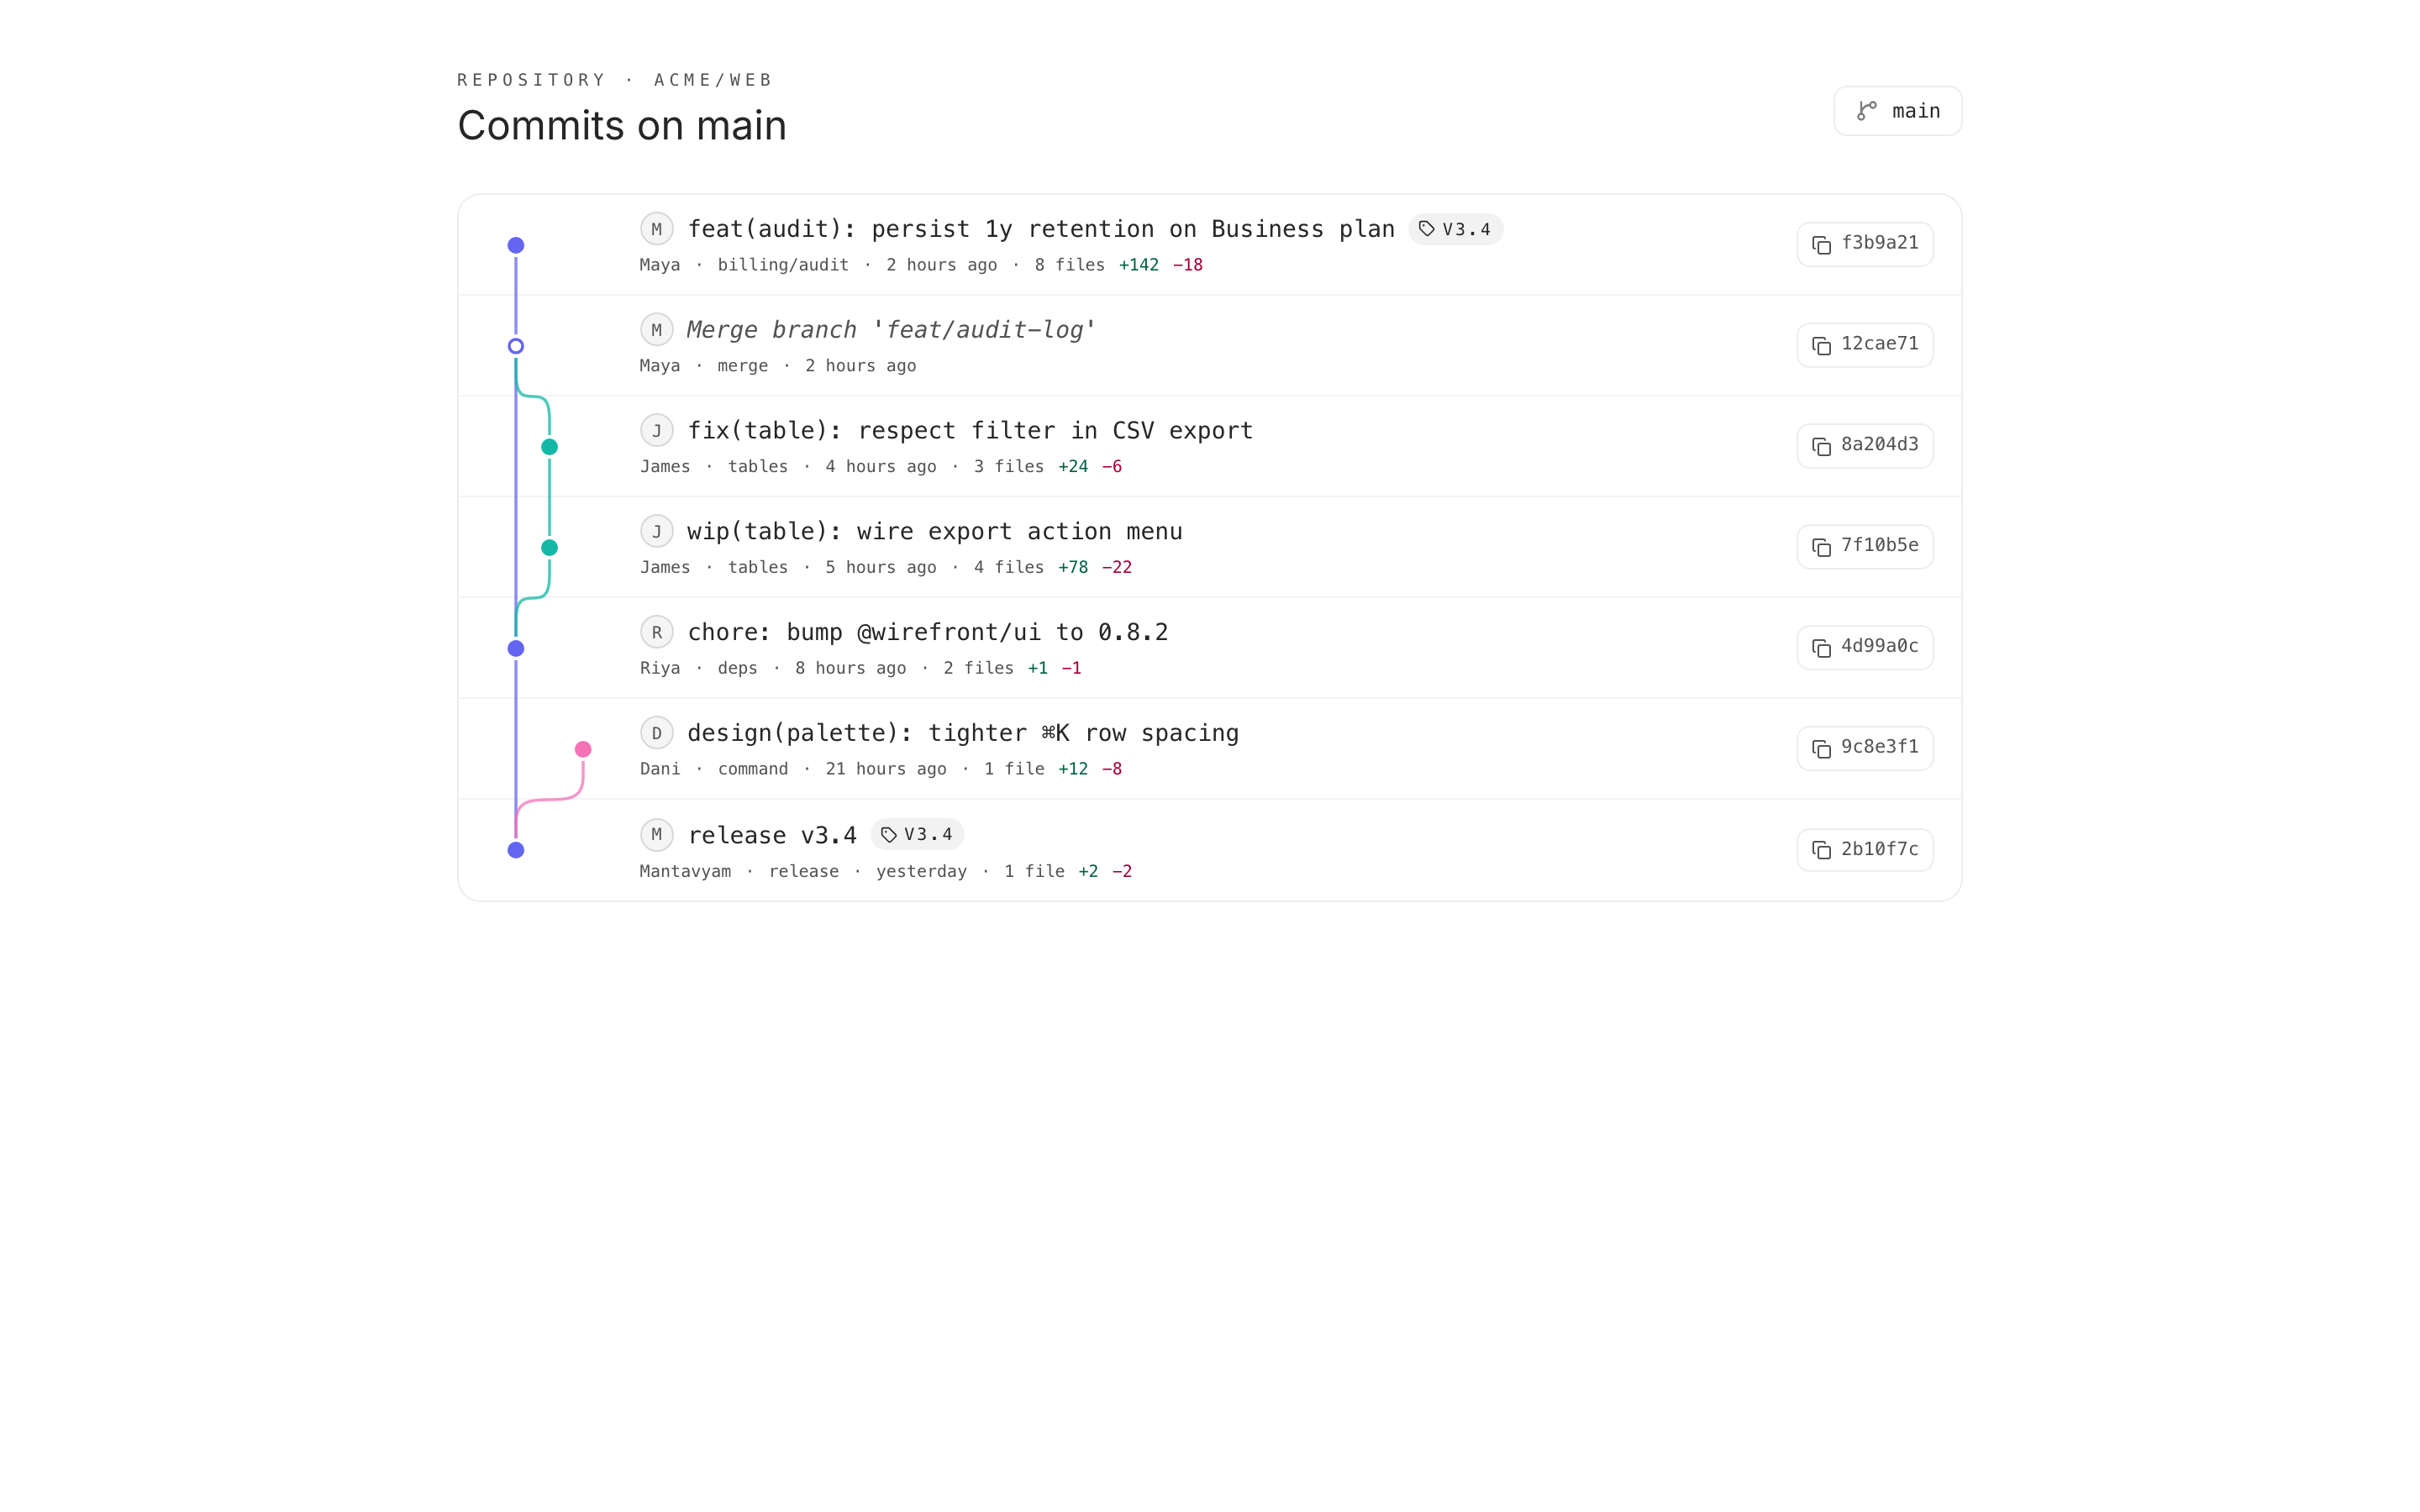 REPOSITORY · ACME/WEB
Commits on main
main
M feat(audit): persist 1y retention on Business plan V3.4
Maya · billing/audit · 2 hours ago · 8 files +142 −18
f3b9a21
M Merge branch 'feat/audit-log'
Maya · merge · 2 hours ago
12cae71
J fix(table): respect filter in CSV export
James · tables · 4 hours ago · 3 files +24 −6
8a204d3
J wip(table): wire export action menu
James · tables · 5 hours ago · 4 files +78 −22
7f10b5e
R chore: bump @wirefront/ui to 0.8.2
Riya · deps · 8 hours ago · 2 files +1 −1
4d99a0c
D design(palette): tighter ⌘K row spacing
Dani · command · 21 hours ago · 1 file +12 −8
9c8e3f1
M release v3.4 V3.4
Mantavyam · release · yesterday · 1 file +2 −2
2b10f7c